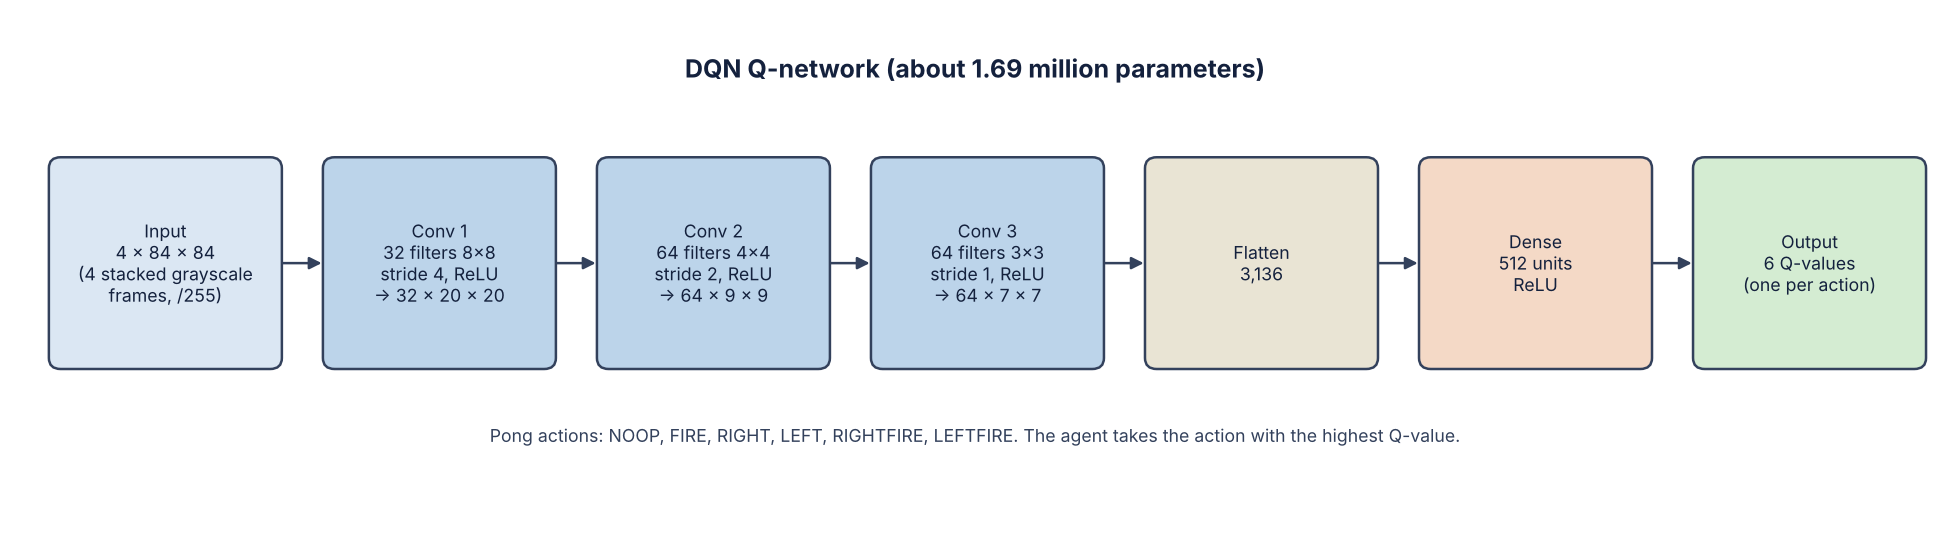 DQN Q-network (about 1.69 million parameters)
Input
4 × 84 × 84
(4 stacked grayscale
frames, /255)
Conv 1
32 filters 8×8
stride 4, ReLU
→ 32 × 20 × 20
Conv 2
64 filters 4×4
stride 2, ReLU
→ 64 × 9 × 9
Conv 3
64 filters 3×3
stride 1, ReLU
→ 64 × 7 × 7
Flatten
3,136
Dense
512 units
ReLU
Output
6 Q-values
(one per action)
Pong actions: NOOP, FIRE, RIGHT, LEFT, RIGHTFIRE, LEFTFIRE. The agent takes the action with the highest Q-value.